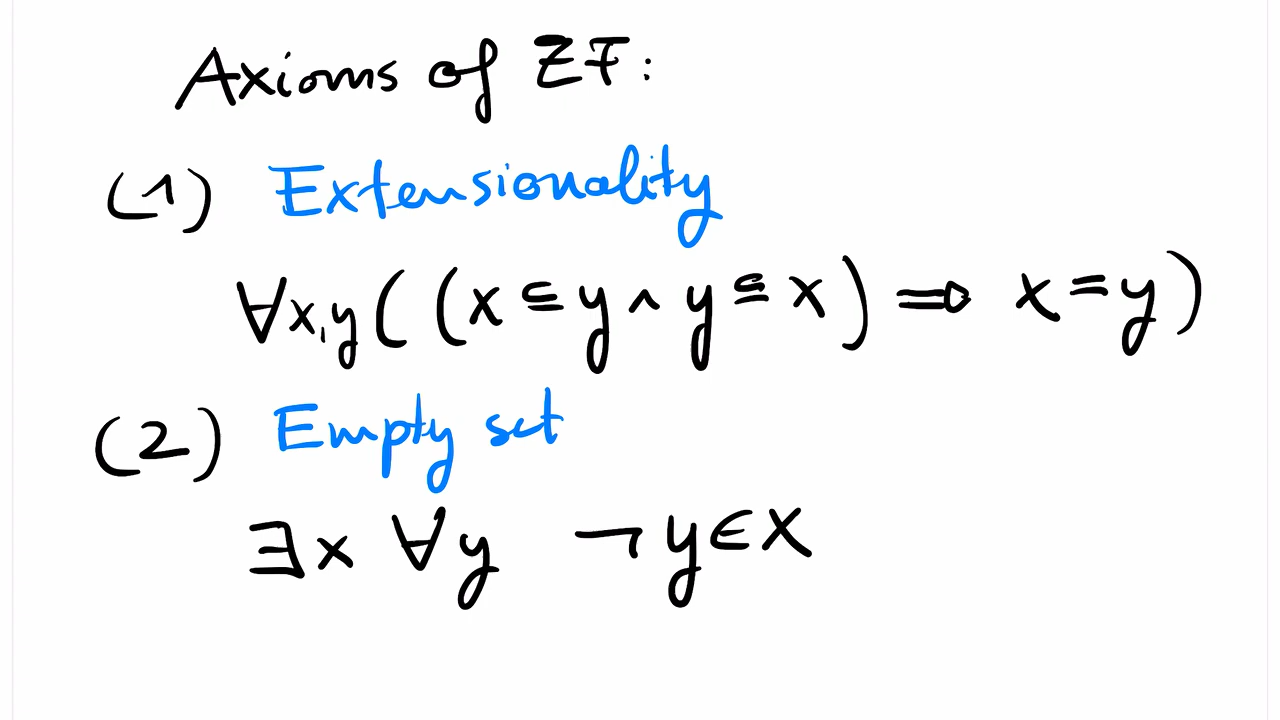 Axioms of ZF:
(1) Extensionality
∀x,y((x ⊆ y ∧ y ⊆ x) ⇒ x = y)
(2) Empty set
∃x ∀y ¬ y ∈ x